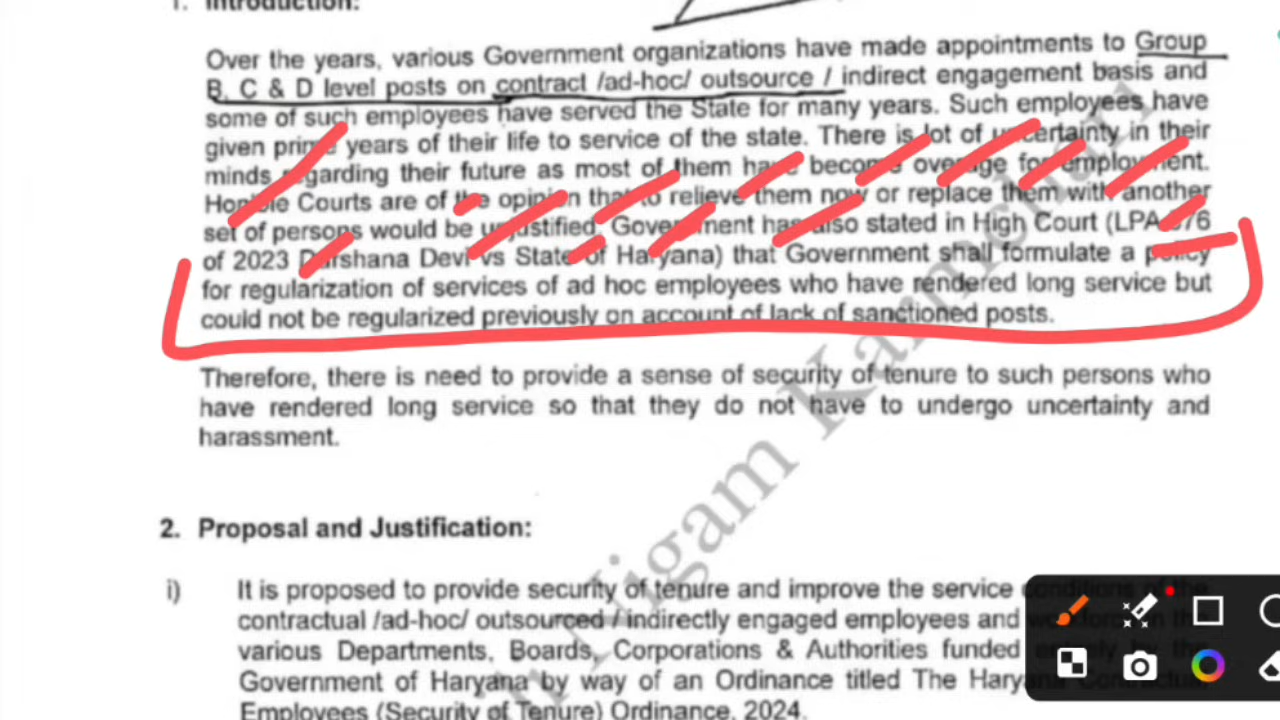 1. Introduction:
Over the years, various Government organizations have made appointments to Group
B, C & D level posts on contract /ad-hoc/ outsource / indirect engagement basis and
some of such employees have served the State for many years. Such employees have
given prime years of their life to service of the state. There is lot of uncertainty in their
minds regarding their future as most of them have become overage for employment.
Hon'ble Courts are of the opinion that to relieve them now or replace them with another
set of persons would be unjustified. Government has also stated in High Court (LPA
of 2023 Darshana Devi vs State of Haryana) that Government shall formulate a policy
for regularization of services of ad hoc employees who have rendered long service but
could not be regularized previously on account of lack of sanctioned posts.
Therefore, there is need to provide a sense of security of tenure to such persons who
have rendered long service so that they do not have to undergo uncertainty and
harassment.
2. Proposal and Justification:
i) It is proposed to provide security of tenure and improve the service conditions of the
contractual /ad-hoc/ outsourced / indirectly engaged employees and
various Departments, Boards, Corporations & Authorities funded by the
Government of Haryana by way of an Ordinance titled The Haryana Contractual
Employees (Security of Tenure) Ordinance, 2024.
Nigam Kaim